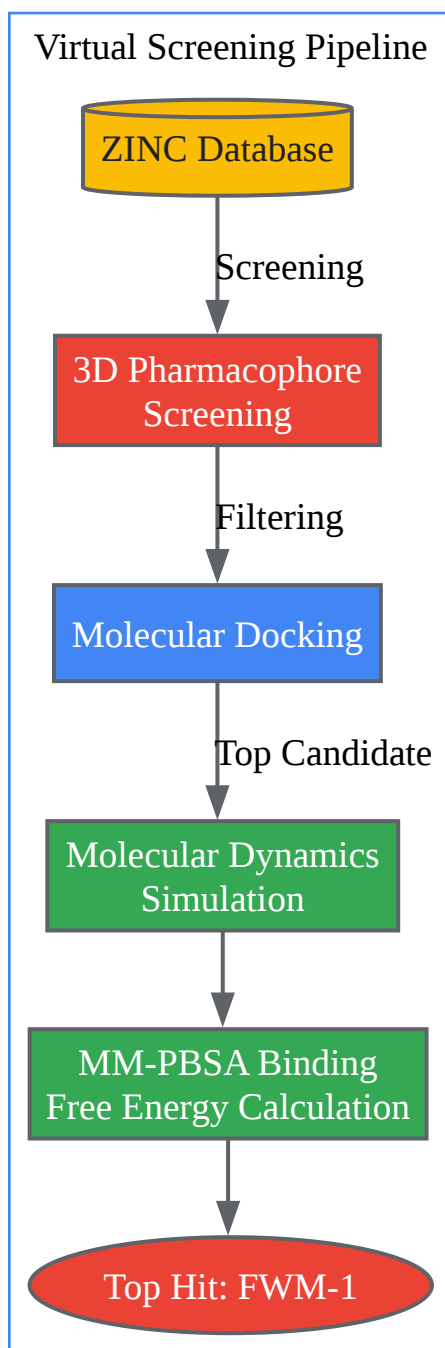 Virtual Screening Pipeline
ZINC Database
Screening
3D Pharmacophore
Screening
Filtering
Molecular Docking
Top Candidate
Molecular Dynamics
Simulation
MM-PBSA Binding
Free Energy Calculation
Top Hit: FWM-1